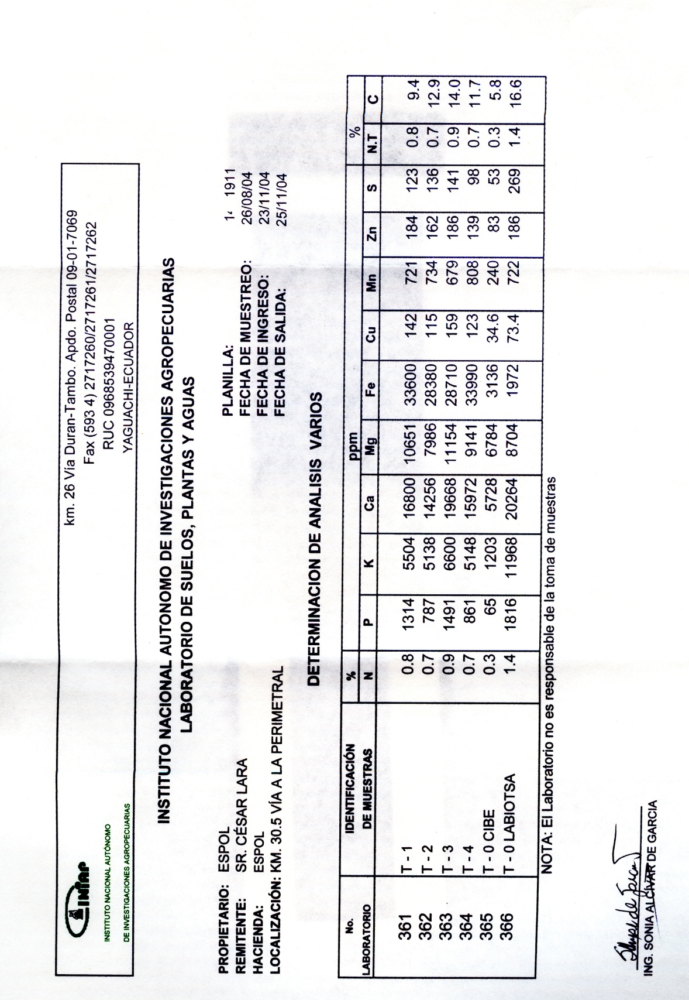 iNiAP
INSTITUTO NACIONAL AUTÓNOMO
DE INVESTIGACIONES AGROPECUARIAS
km. 26 Vía Duran-Tambo. Apdo. Postal 09-01-7069
Fax (593 4) 2717260/2717261/2717262
RUC 0968539470001
YAGUACHI-ECUADOR
INSTITUTO NACIONAL AUTONOMO DE INVESTIGACIONES AGROPECUARIAS
LABORATORIO DE SUELOS, PLANTAS Y AGUAS
PROPIETARIO: ESPOL PLANILLA: 1911
REMITENTE: SR. CÉSAR LARA FECHA DE MUESTREO: 26/08/04
HACIENDA: ESPOL FECHA DE INGRESO: 23/11/04
LOCALIZACIÓN: KM. 30.5 VÍA A LA PERIMETRAL FECHA DE SALIDA: 25/11/04
DETERMINACION DE ANALISIS VARIOS
No. IDENTIFICACIÓN % ppm %
LABORATORIO DE MUESTRAS N P K Ca Mg Fe Cu Mn Zn S N.T C
361 T - 1 0.8 1314 5504 16800 10651 33600 142 721 184 123 0.8 9.4
362 T - 2 0.7 787 5138 14256 7986 28380 115 734 162 136 0.7 12.9
363 T - 3 0.9 1491 6600 19668 11154 28710 159 679 186 141 0.9 14.0
364 T - 4 0.7 861 5148 15972 9141 33990 123 808 139 98 0.7 11.7
365 T - 0 CIBE 0.3 65 1203 5728 6784 3136 34.6 240 83 53 0.3 5.8
366 T - 0 LABIOTSA 1.4 1816 11968 20264 8704 1972 73.4 722 186 269 1.4 16.6
NOTA: El Laboratorio no es responsable de la toma de muestras
ING. SONIA ALCIVAR DE GARCIA